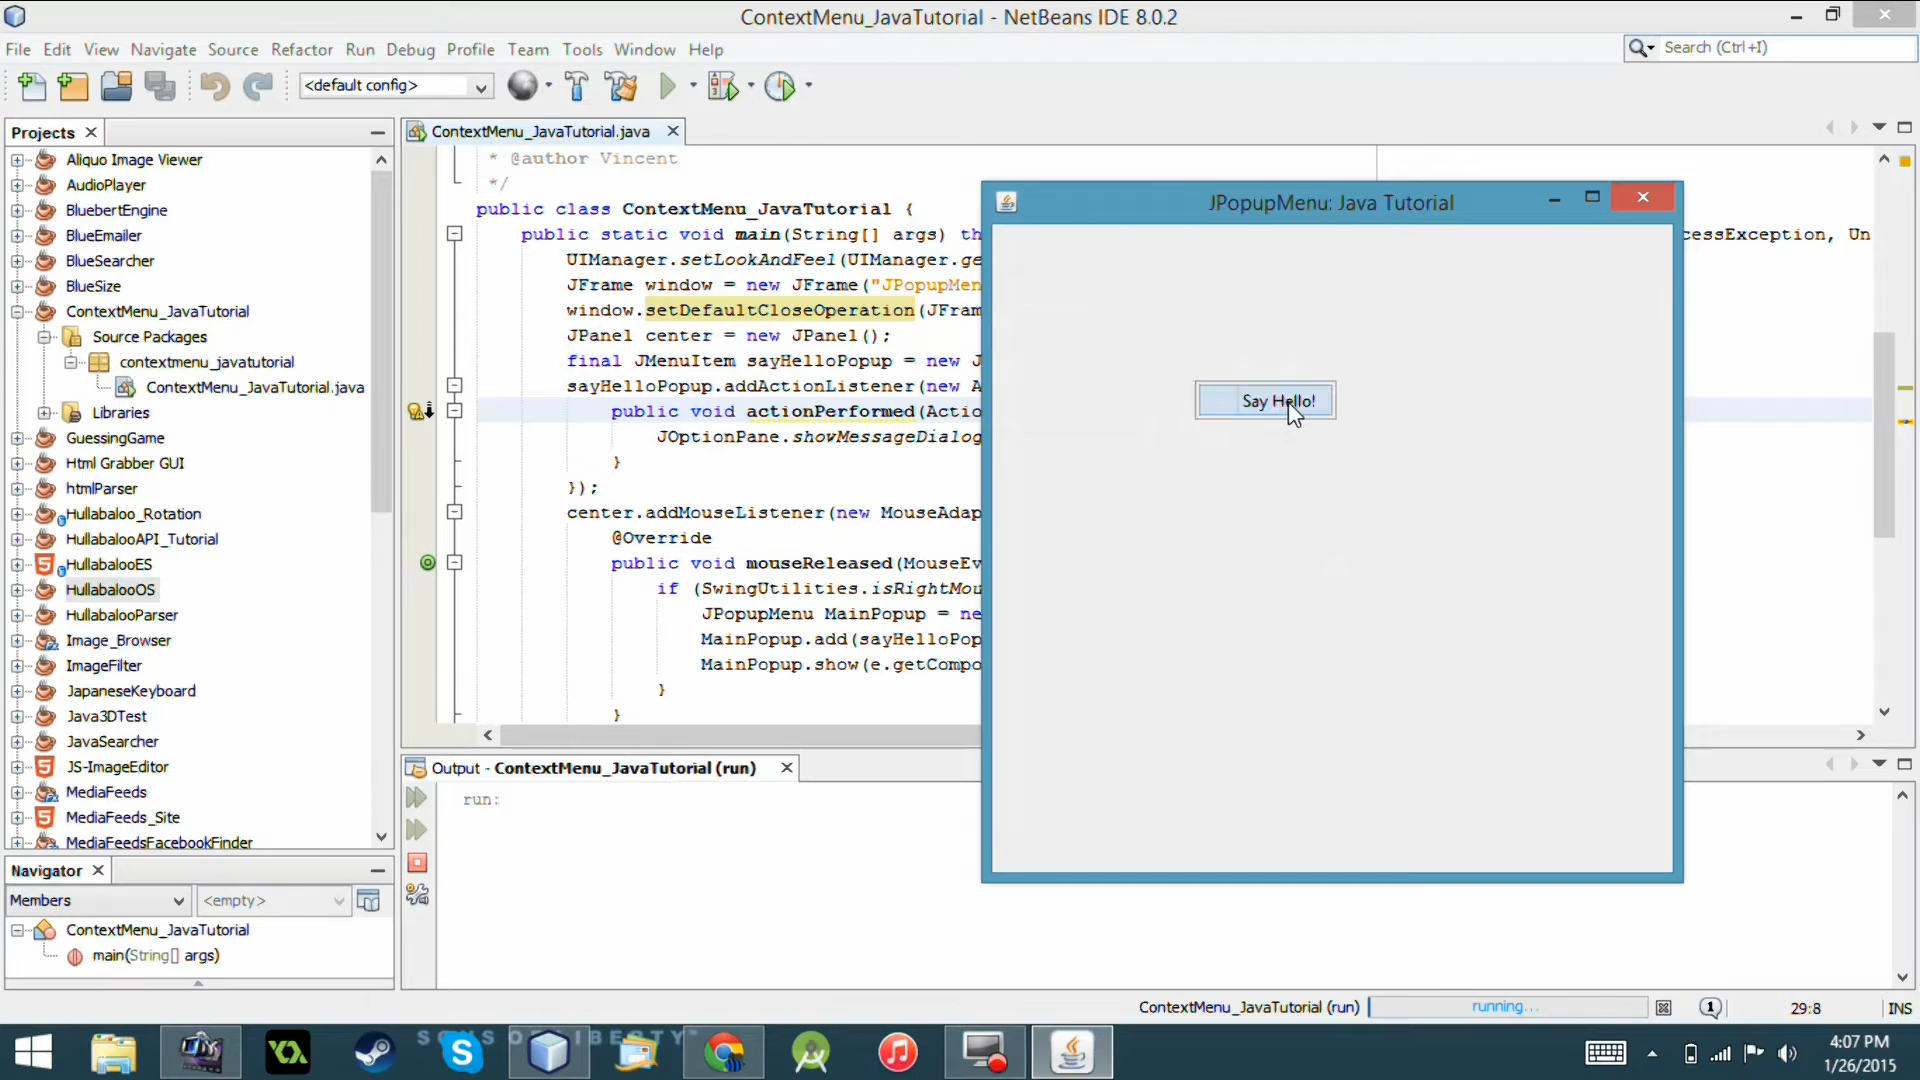 ContextMenu_JavaTutorial - NetBeans IDE 8.0.2
File Edit View Navigate Source Refactor Run Debug Profile Team Tools Window Help
Search (Ctrl+I)
<default config>
Projects
Aliquo Image Viewer
AudioPlayer
BluebertEngine
BlueEmailer
BlueSearcher
BlueSize
ContextMenu_JavaTutorial
Source Packages
contextmenu_javatutorial
ContextMenu_JavaTutorial.java
Libraries
GuessingGame
Html Grabber GUI
htmlParser
Hullabaloo_Rotation
HullabalooAPI_Tutorial
HullabalooES
HullabalooOS
HullabalooParser
Image_Browser
ImageFilter
JapaneseKeyboard
Java3DTest
JavaSearcher
JS-ImageEditor
MediaFeeds
MediaFeeds_Site
MediaFeedsFacebookFinder
Navigator
Members
<empty>
ContextMenu_JavaTutorial
main(String[] args)
ContextMenu_JavaTutorial.java
* @author Vincent
*/
public class ContextMenu_JavaTutorial {
public static void main(String[] args) th
cessException, Un
UIManager.setLookAndFeel(UIManager.ge
JFrame window = new JFrame("JPopupMen
window.setDefaultCloseOperation(JFram
JPanel center = new JPanel();
final JMenuItem sayHelloPopup = new J
sayHelloPopup.addActionListener(new A
public void actionPerformed(Actio
JOptionPane.showMessageDialog
}
});
center.addMouseListener(new MouseAdap
@Override
public void mouseReleased(MouseEv
if (SwingUtilities.isRightMou
JPopupMenu MainPopup = ne
MainPopup.add(sayHelloPop
MainPopup.show(e.getCompo
}
}
JPopupMenu: Java Tutorial
Say Hello!
Output - ContextMenu_JavaTutorial (run)
run:
ContextMenu_JavaTutorial (run)
running...
29:8
INS
SONS OF LIBERTY
4:07 PM
1/26/2015